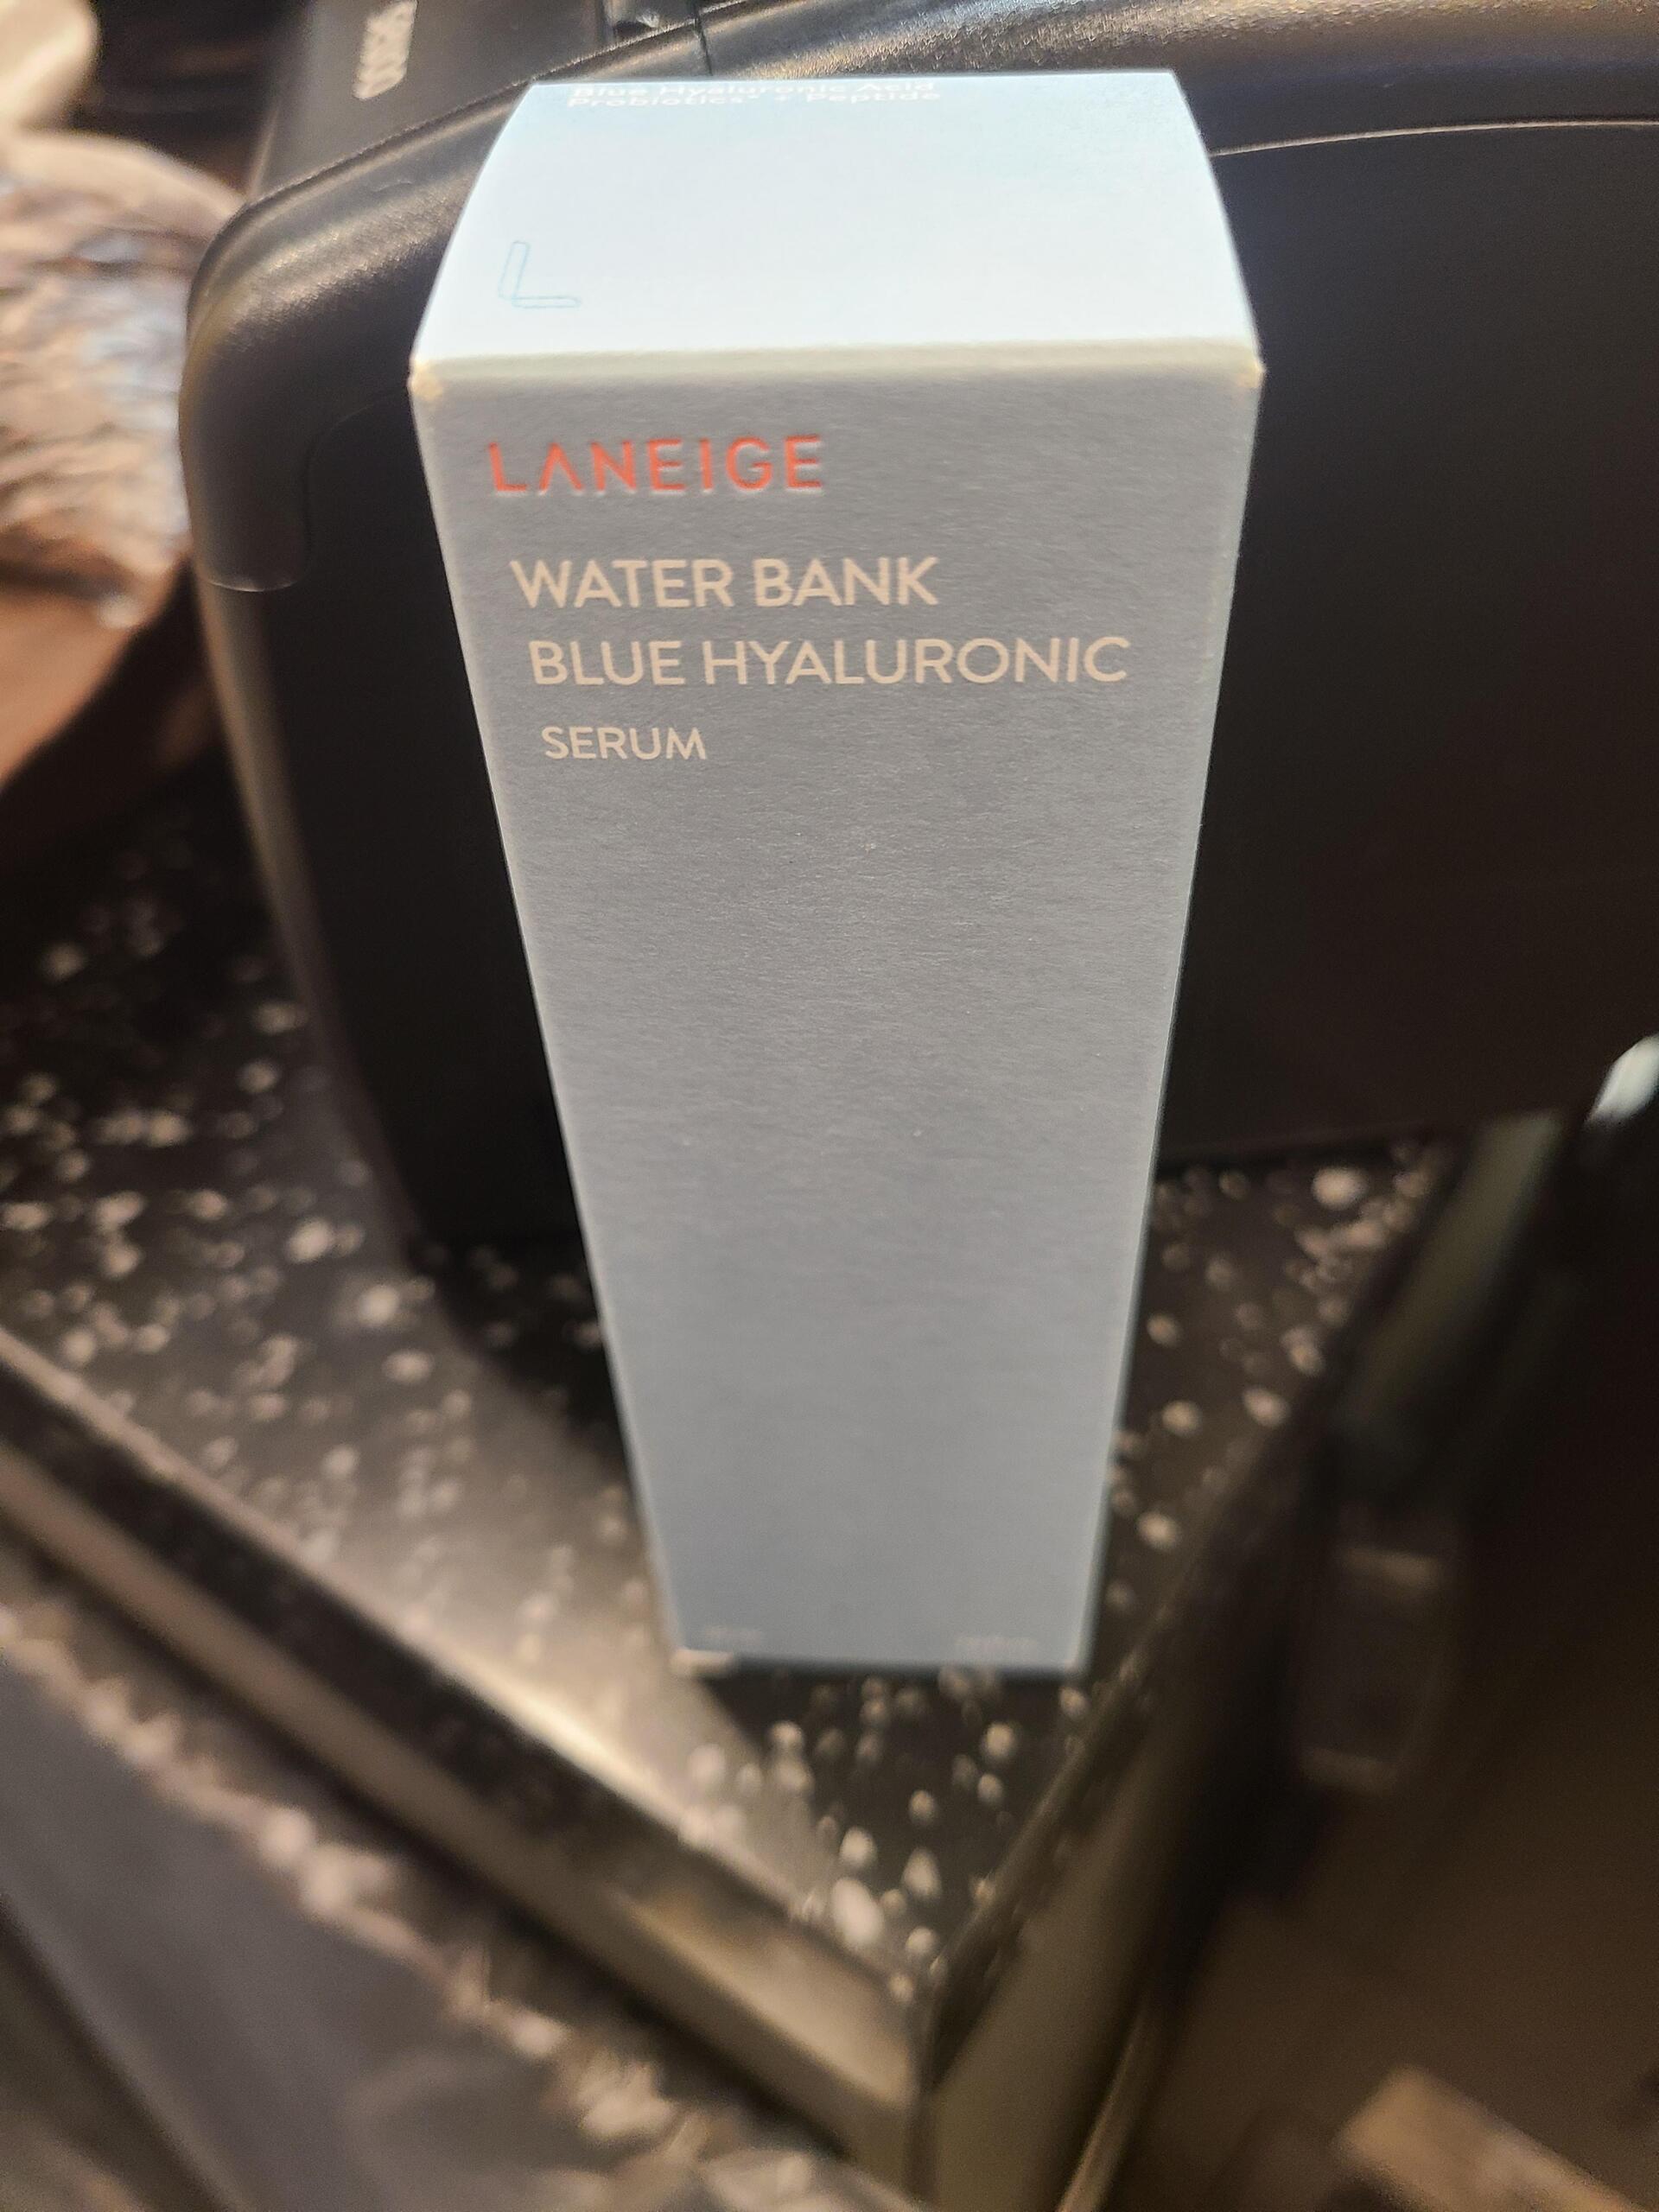 Blue Hyaluronic Acid
Probiotics* + Peptide
L
LANEIGE
WATER BANK
BLUE HYALURONIC
SERUM